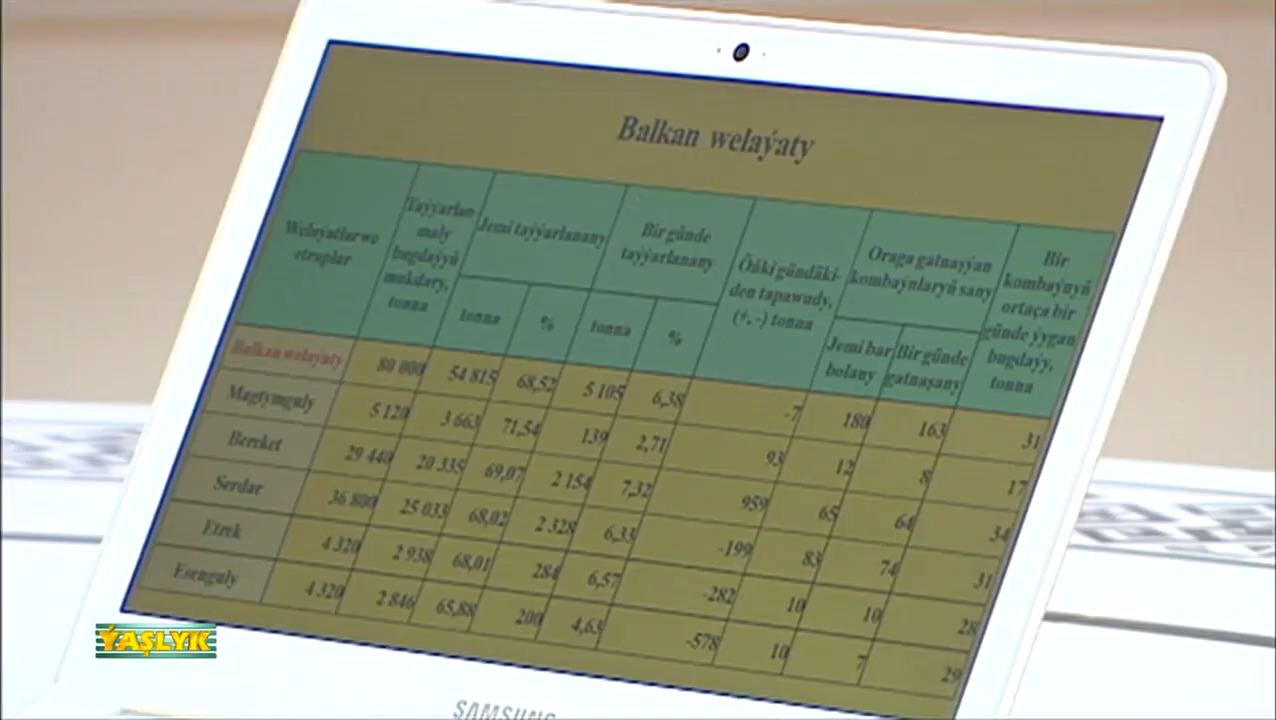 Balkan welaýaty
Welaýatlar we etraplar
Taýýarlanmaly bugdaýyň mukdary, tonna
Jemi taýýarlanany
Bir günde taýýarlanany
Öňki gündäkiden tapawudy, (+, -) tonna
Oraga gatnaşýan kombaýnlaryň sany
Bir kombaýnyň ortaça bir günde ýygan bugdaýy, tonna
tonna % tonna % Jemi bar bolany Bir günde gatnaşany
Balkan welaýaty 80 000 54 815 68,52 5 105 6,38 -7 180 163 31
Magtymguly 5 120 3 663 71,54 139 2,71 93 12 8 17
Bereket 29 440 20 335 69,07 2 154 7,32 959 65 64 34
Serdar 36 800 25 033 68,02 2 328 6,33 -199 83 74 31
Etrek 4 320 2 938 68,01 284 6,57 -282 10 10 28
Esenguly 4 320 2 846 65,88 200 4,63 -578 10 7 29
ÝAŞLYK
SAMSUNG